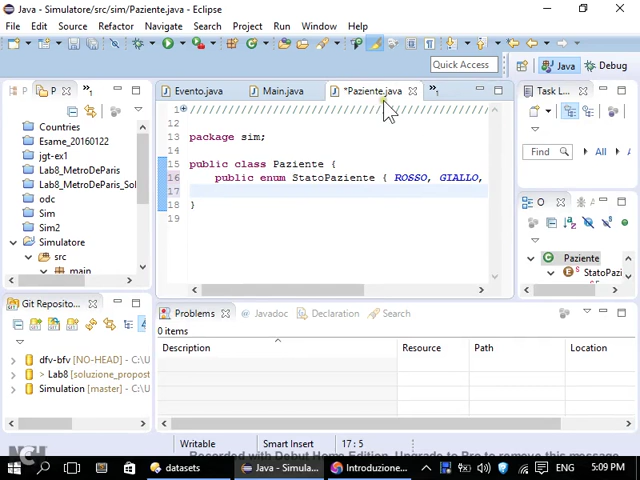 Java - Simulatore/src/sim/Paziente.java - Eclipse
File Edit Source Refactor Navigate Search Project Run Window Help
Quick Access
Java
Debug
P
1
Evento.java
Main.java
*Paziente.java
1
Task L...
Countries
Esame_20160122
jgt-ex1
Lab8_MetroDeParis
Lab8_MetroDeParis_Sol
odc
Sim
Sim2
Simulatore
src
main
1
12
13 package sim;
14
15 public class Paziente {
16 public enum StatoPaziente { ROSSO, GIALLO,
17
18 }
19
Find
All
A
O
Paziente
StatoPazi
Git Reposito...
dfv-bfv [NO-HEAD] - C:\U
> Lab8 [soluzione_propost
Simulation [master] - C:\U
Problems
Javadoc
Declaration
Search
0 items
Description
Resource
Path
Location
Writable
Smart Insert
17 : 5
Recorded with Debut Home Edition. Upgrade to Pro to remove this message
NCH
datasets
Java - Simula...
Introduzione...
ENG
5:09,